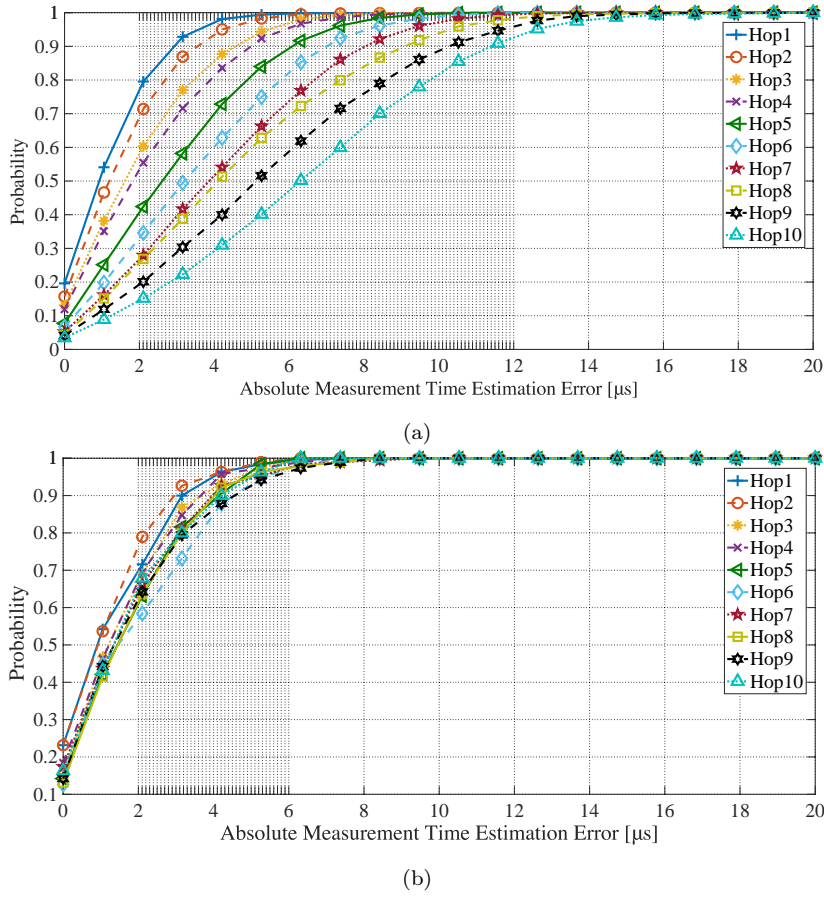 1
0.9
0.8
0.7
0.6
0.5
0.4
0.3
0.2
0.1
0
Probability
0 2 4 6 8 10 12 14 16 18 20
Absolute Measurement Time Estimation Error [μs]
Hop1
Hop2
Hop3
Hop4
Hop5
Hop6
Hop7
Hop8
Hop9
Hop10
(a)
1
0.9
0.8
0.7
0.6
0.5
0.4
0.3
0.2
0.1
Probability
0 2 4 6 8 10 12 14 16 18 20
Absolute Measurement Time Estimation Error [μs]
Hop1
Hop2
Hop3
Hop4
Hop5
Hop6
Hop7
Hop8
Hop9
Hop10
(b)